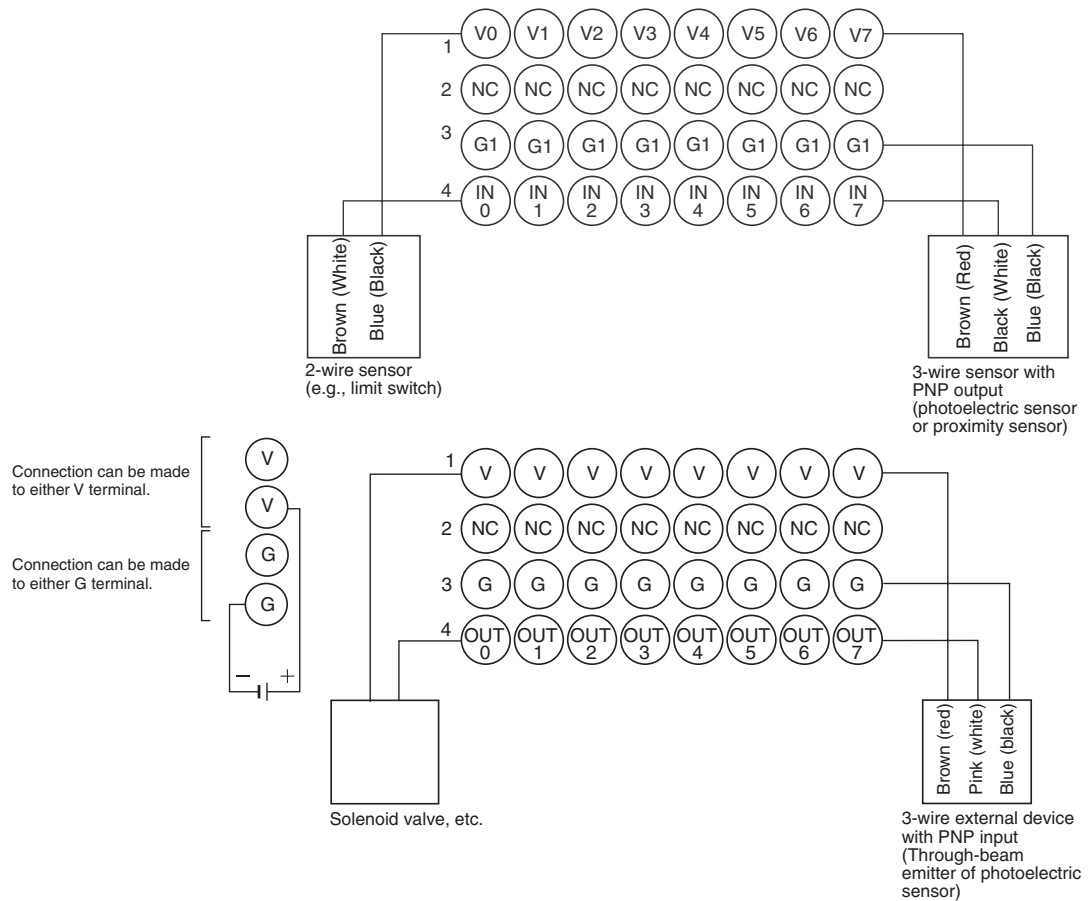 1 V0 V1 V2 V3 V4 V5 V6 V7
2 NC NC NC NC NC NC NC NC
3 G1 G1 G1 G1 G1 G1 G1 G1
4 IN 0 IN 1 IN 2 IN 3 IN 4 IN 5 IN 6 IN 7
Brown (White)
Blue (Black)
2-wire sensor
(e.g., limit switch)
Brown (Red)
Black (White)
Blue (Black)
3-wire sensor with
PNP output
(photoelectric sensor
or proximity sensor)
Connection can be made
to either V terminal.
V
V
Connection can be made
to either G terminal.
G
G
− +
1 V V V V V V V V
2 NC NC NC NC NC NC NC NC
3 G G G G G G G G
4 OUT 0 OUT 1 OUT 2 OUT 3 OUT 4 OUT 5 OUT 6 OUT 7
Solenoid valve, etc.
Brown (red)
Pink (white)
Blue (black)
3-wire external device
with PNP input
(Through-beam
emitter of photoelectric
sensor)